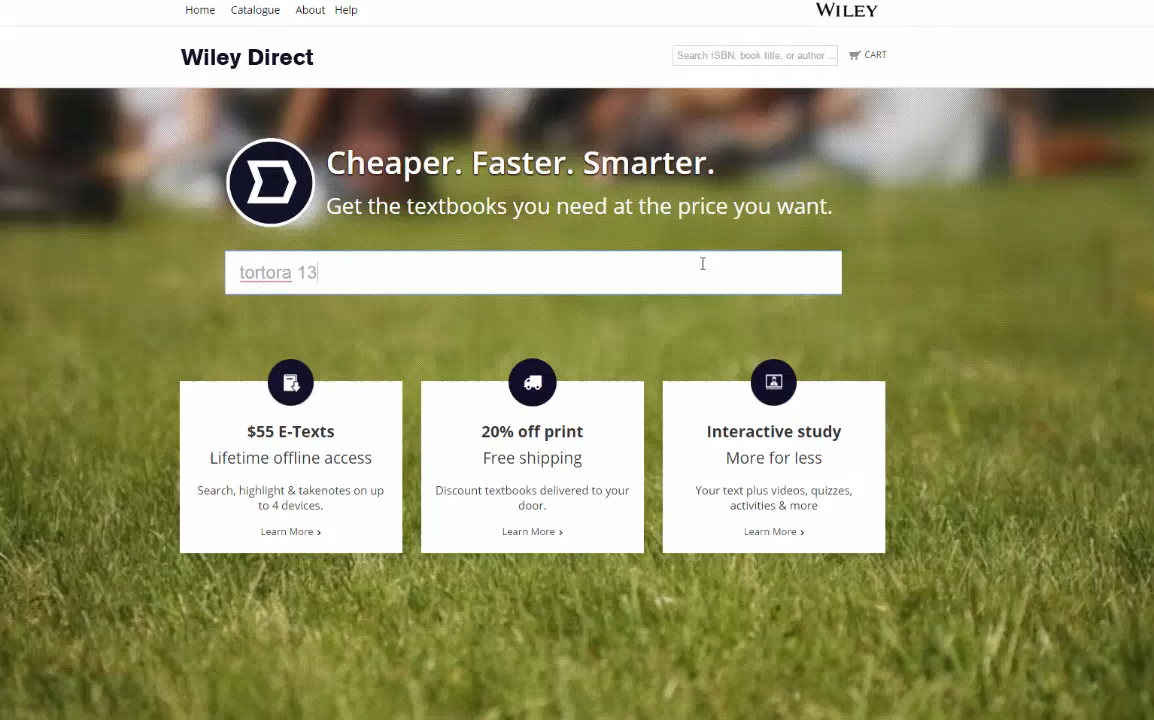 Home Catalogue About Help
WILEY
Wiley Direct
Search ISBN, book title, or author ...
CART
Cheaper. Faster. Smarter.
Get the textbooks you need at the price you want.
tortora 13
$55 E-Texts
Lifetime offline access
Search, highlight & takenotes on up
to 4 devices.
Learn More ›
20% off print
Free shipping
Discount textbooks delivered to your
door.
Learn More ›
Interactive study
More for less
Your text plus videos, quizzes,
activities & more
Learn More ›